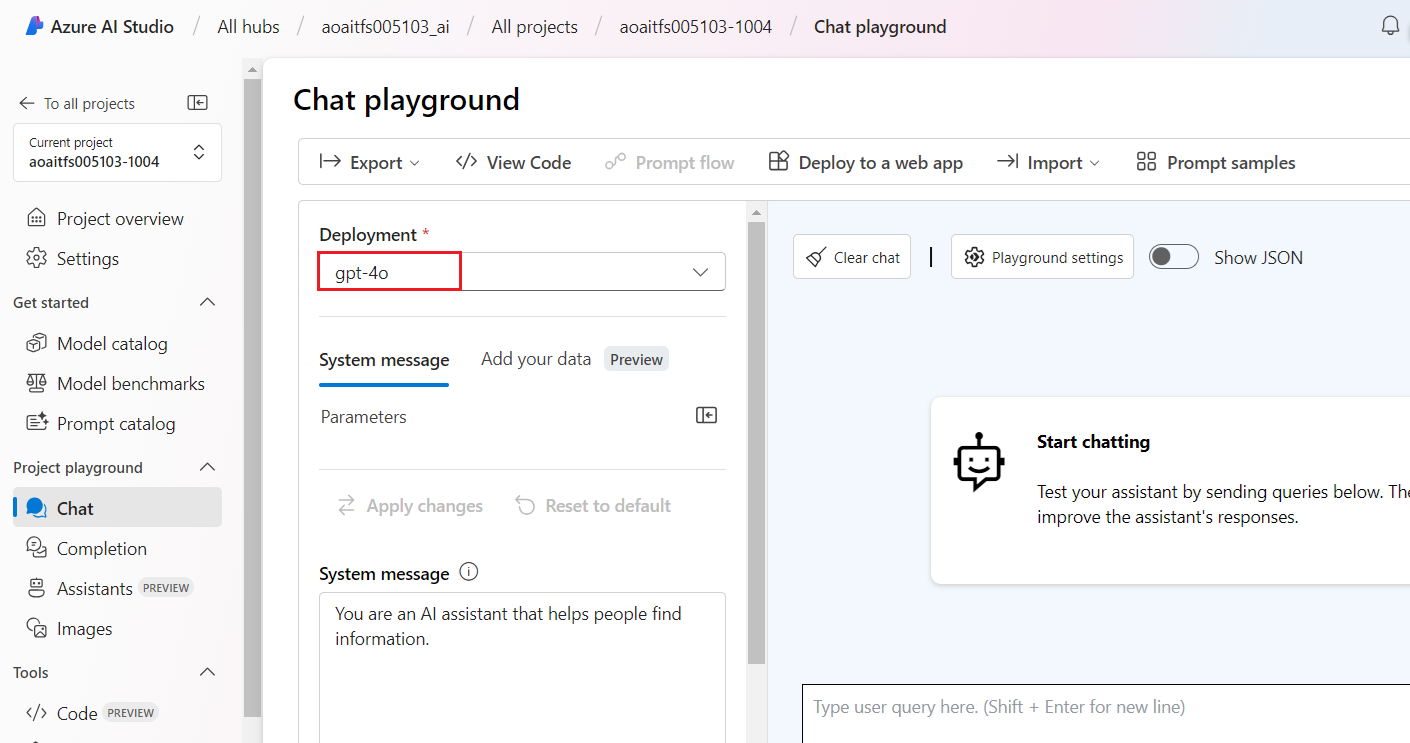 Azure AI Studio / All hubs / aoaitfs005103_ai / All projects / aoaitfs005103-1004 / Chat playground
To all projects
Current project
aoaitfs005103-1004
Project overview
Settings
Get started
Model catalog
Model benchmarks
Prompt catalog
Project playground
Chat
Completion
Assistants PREVIEW
Images
Tools
Code PREVIEW
Chat playground
Export View Code Prompt flow Deploy to a web app Import Prompt samples
Deployment *
gpt-4o
System message Add your data Preview
Parameters
Apply changes Reset to default
System message
You are an AI assistant that helps people find
information.
Clear chat Playground settings Show JSON
Start chatting
Test your assistant by sending queries below.
improve the assistant's responses.
Type user query here. (Shift + Enter for new line)